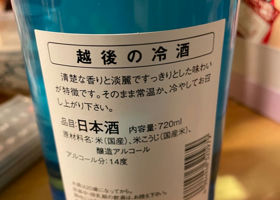 越後の冷酒
清楚な香りと淡麗ですっきりとした味わい
が特徴です。そのまま常温か、冷やしてお召
し上がり下さい。
品目:日本酒 内容:720ml
原材料名:米(国産)、米こうじ(国産米)、
醸造アルコール
アルコール分:14度